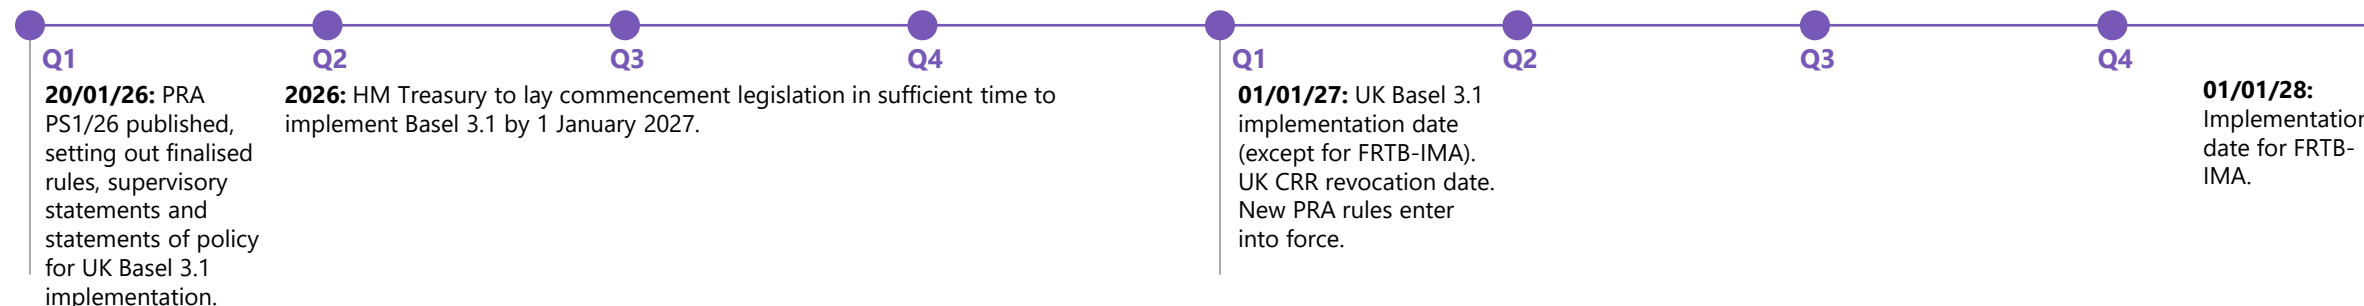 Q1
Q2
Q3
Q4
Q1
Q2
Q3
Q4
20/01/26: PRA
PS1/26 published,
setting out finalised
rules, supervisory
statements and
statements of policy
for UK Basel 3.1
implementation.
2026: HM Treasury to lay commencement legislation in sufficient time to
implement Basel 3.1 by 1 January 2027.
01/01/27: UK Basel 3.1
implementation date
(except for FRTB-IMA).
UK CRR revocation date.
New PRA rules enter
into force.
01/01/28:
Implementation
date for FRTB-
IMA.